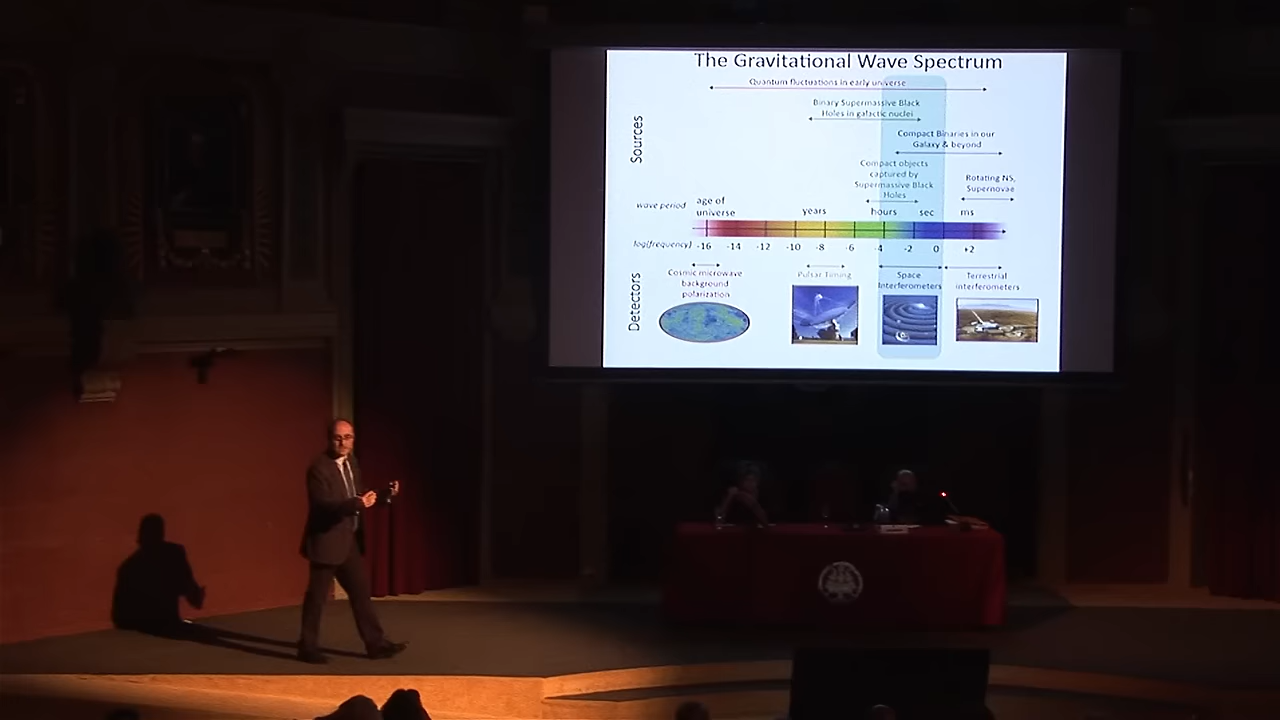 The Gravitational Wave Spectrum
Quantum fluctuations in early universe
Binary Supermassive Black
Holes in galactic nuclei
Compact Binaries in our
Galaxy & beyond
Compact objects
captured by
Supermassive Black
Holes
Rotating NS,
Supernovae
Sources
wave period
age of
universe
years
hours
sec
ms
log(frequency)
-16 -14 -12 -10 -8 -6 -4 -2 0 +2
Detectors
Cosmic microwave
background
polarization
Pulsar Timing
Space
Interferometers
Terrestrial
interferometers